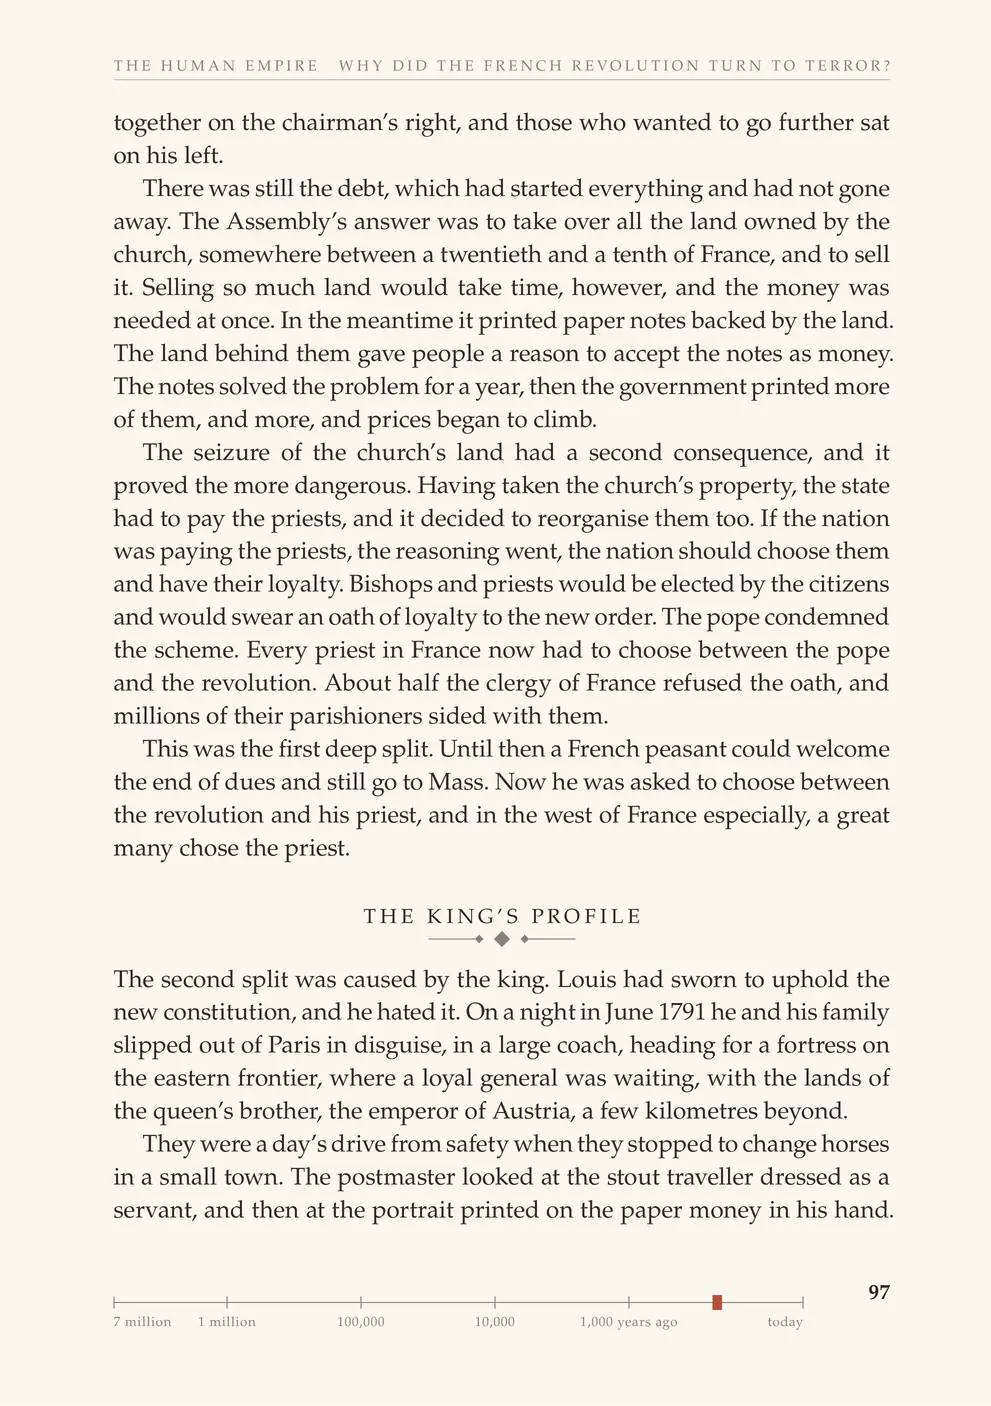 THE HUMAN EMPIRE WHY DID THE FRENCH REVOLUTION TURN TO TERROR?
together on the chairman’s right, and those who wanted to go further sat
on his left.
There was still the debt, which had started everything and had not gone
away. The Assembly’s answer was to take over all the land owned by the
church, somewhere between a twentieth and a tenth of France, and to sell
it. Selling so much land would take time, however, and the money was
needed at once. In the meantime it printed paper notes backed by the land.
The land behind them gave people a reason to accept the notes as money.
The notes solved the problem for a year, then the government printed more
of them, and more, and prices began to climb.
The seizure of the church’s land had a second consequence, and it
proved the more dangerous. Having taken the church’s property, the state
had to pay the priests, and it decided to reorganise them too. If the nation
was paying the priests, the reasoning went, the nation should choose them
and have their loyalty. Bishops and priests would be elected by the citizens
and would swear an oath of loyalty to the new order. The pope condemned
the scheme. Every priest in France now had to choose between the pope
and the revolution. About half the clergy of France refused the oath, and
millions of their parishioners sided with them.
This was the first deep split. Until then a French peasant could welcome
the end of dues and still go to Mass. Now he was asked to choose between
the revolution and his priest, and in the west of France especially, a great
many chose the priest.
THE KING’S PROFILE
The second split was caused by the king. Louis had sworn to uphold the
new constitution, and he hated it. On a night in June 1791 he and his family
slipped out of Paris in disguise, in a large coach, heading for a fortress on
the eastern frontier, where a loyal general was waiting, with the lands of
the queen’s brother, the emperor of Austria, a few kilometres beyond.
They were a day’s drive from safety when they stopped to change horses
in a small town. The postmaster looked at the stout traveller dressed as a
servant, and then at the portrait printed on the paper money in his hand.
97
7 million 1 million 100,000 10,000 1,000 years ago today